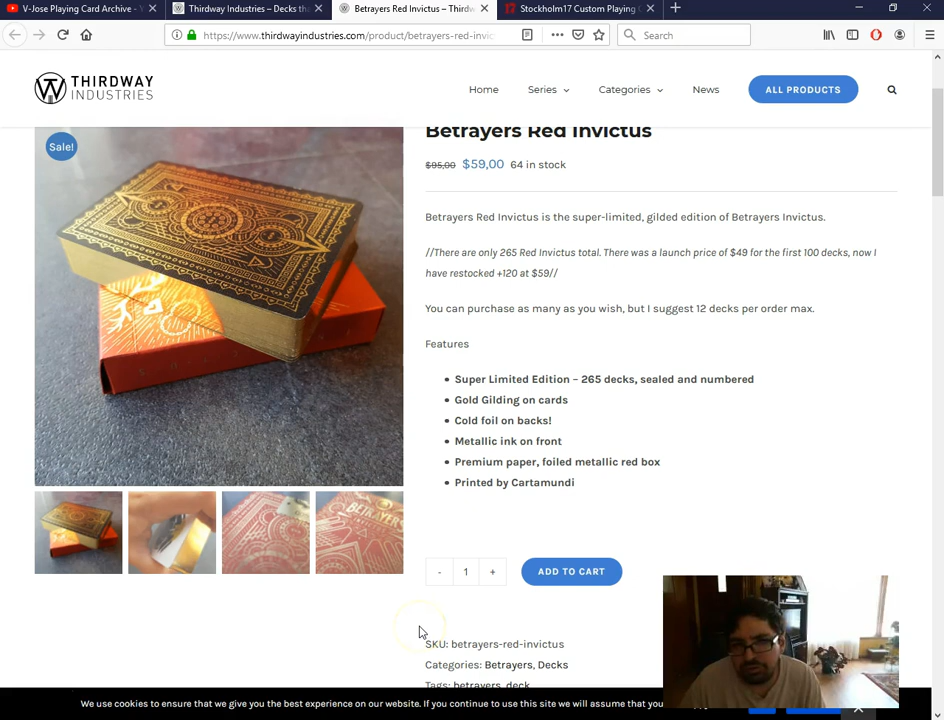 V-Jose Playing Card Archive - Y
Thirdway Industries – Decks tha
Betrayers Red Invictus – Thirdw
Stockholm17 Custom Playing C
https://www.thirdwayindustries.com/product/betrayers-red-invic
Search
THIRDWAY
INDUSTRIES
Home
Series
Categories
News
ALL PRODUCTS
Sale!
Betrayers Red Invictus
$95,00 $59,00 64 in stock
Betrayers Red Invictus is the super-limited, gilded edition of Betrayers Invictus.
//There are only 265 Red Invictus total. There was a launch price of $49 for the first 100 decks, now I
have restocked +120 at $59//
You can purchase as many as you wish, but I suggest 12 decks per order max.
Features
Super Limited Edition – 265 decks, sealed and numbered
Gold Gilding on cards
Cold foil on backs!
Metallic ink on front
Premium paper, foiled metallic red box
Printed by Cartamundi
BETRAYERS
- 1 +
ADD TO CART
SKU: betrayers-red-invictus
Categories: Betrayers, Decks
Tags: betrayers, deck
We use cookies to ensure that we give you the best experience on our website. If you continue to use this site we will assume that you